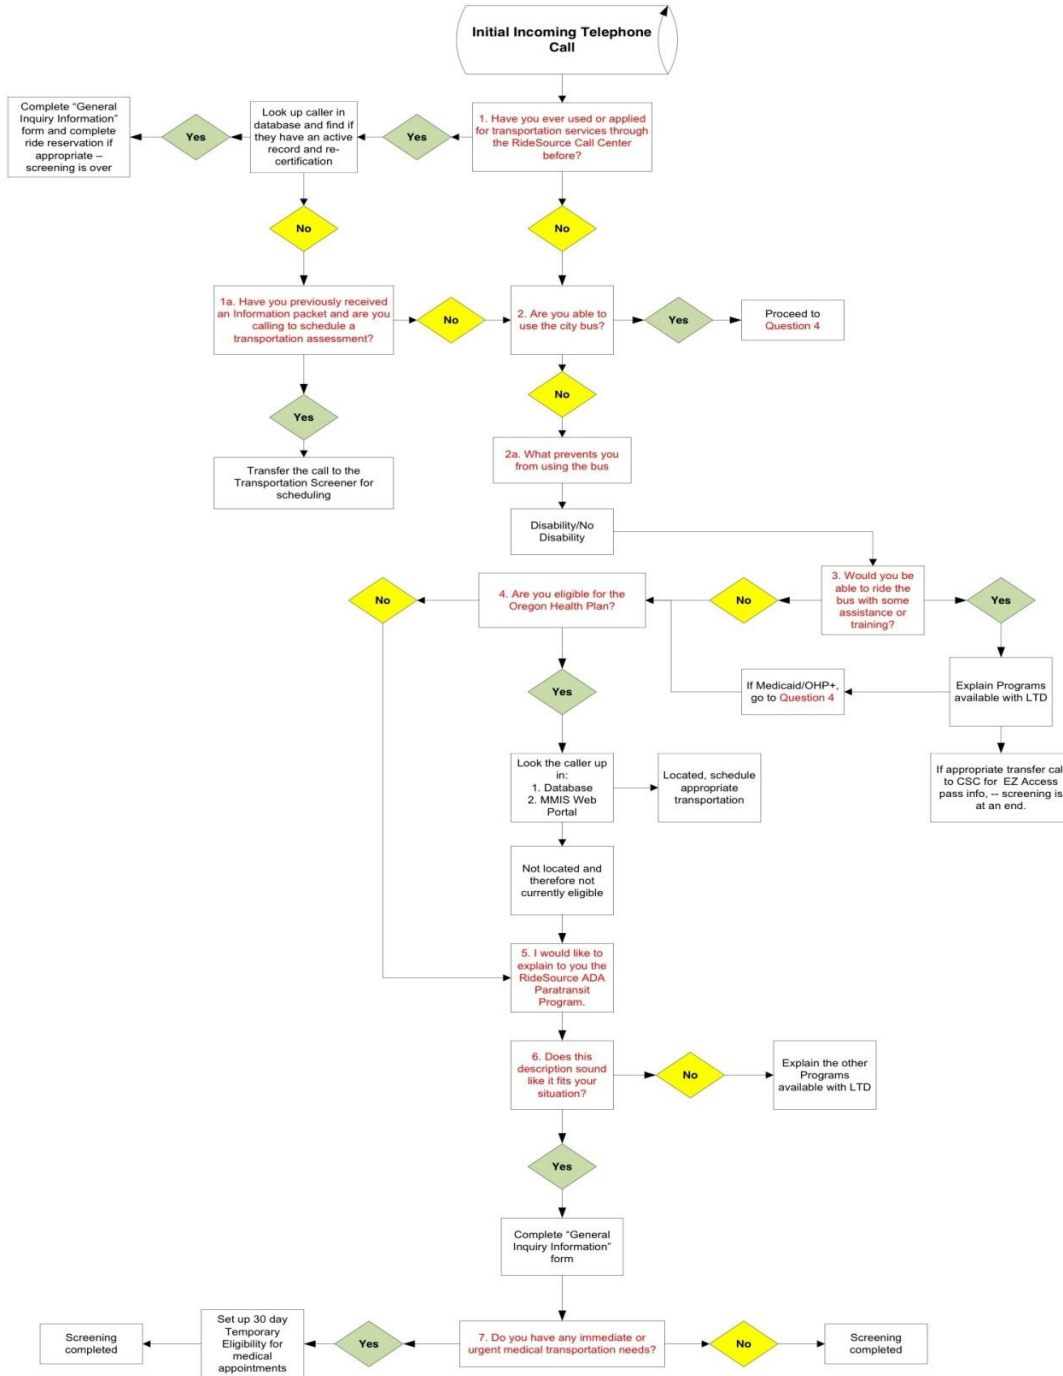 Initial Incoming Telephone
Call
Complete “General
Inquiry Information”
form and complete
ride reservation if
appropriate –
screening is over
Yes
Look up caller in
database and find if
they have an active
record and re-
certification
Yes
1. Have you ever used or applied
for transportation services through
the RideSource Call Center
before?
No
No
1a. Have you previously received
an Information packet and are you
calling to schedule a
transportation assessment?
No
2. Are you able to
use the city bus?
Yes
Proceed to
Question 4
Yes
No
Transfer the call to the
Transportation Screener for
scheduling
2a. What prevents you
from using the bus
Disability/No
Disability
No
4. Are you eligible for the
Oregon Health Plan?
No
3. Would you be
able to ride the
bus with some
assistance or
training?
Yes
Yes
If Medicaid/OHP+,
go to Question 4
Explain Programs
available with LTD
Look the caller up
in:
1. Database
2. MMIS Web
Portal
Located, schedule
appropriate
transportation
If appropriate transfer call
to CSC for EZ Access
pass info, -- screening is
at an end.
Not located and
therefore not
currently eligible
5. I would like to
explain to you the
RideSource ADA
Paratransit
Program.
6. Does this
description sound
like it fits your
situation?
No
Explain the other
Programs
available with LTD
Yes
Complete “General
Inquiry Information”
form
Screening
completed
Set up 30 day
Temporary
Eligibility for
medical
appointments
Yes
7. Do you have any immediate or
urgent medical transportation needs?
No
Screening
completed